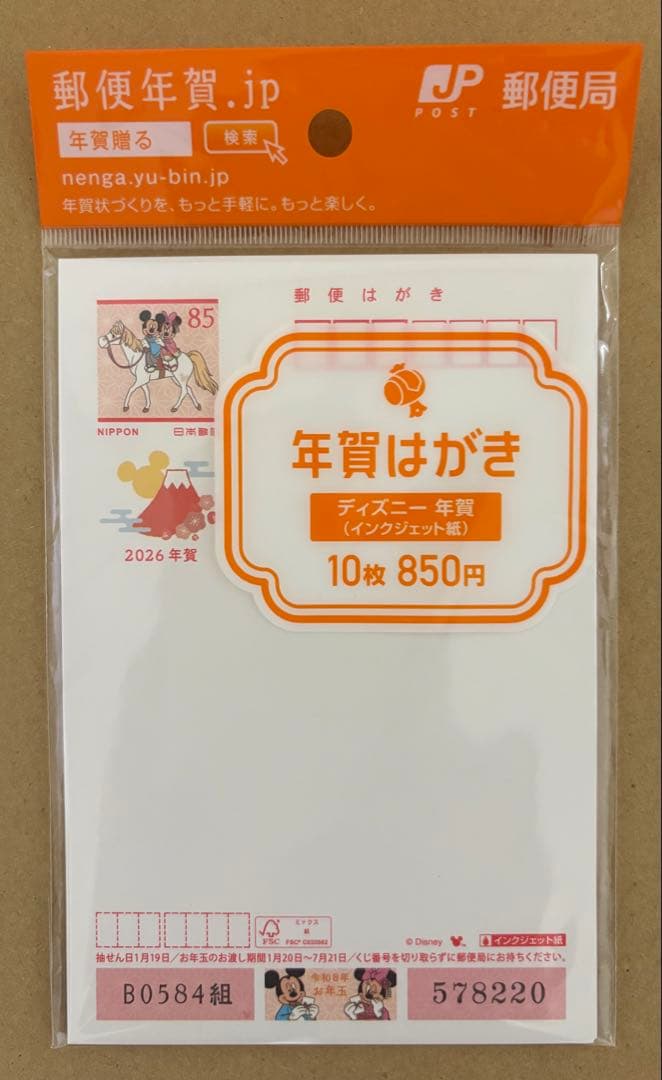 郵便年賀.jp
年賀贈る 検索
nenga.yu-bin.jp
年賀状づくりを、もっと手軽に。もっと楽しく。
JP
POST
郵便局
郵便はがき
85
NIPPON 日本郵便
2026年賀
年賀はがき
ディズニー 年賀
(インクジェット紙)
10枚 850円
FSC
ミックス
紙
© Disney
インクジェット紙
抽せん日1月19日／お年玉のお渡し期間1月20日〜7月21日／くじ番号を切り取らずに郵便局にお持ちください。
B0584組
令和8年
お年玉
578220